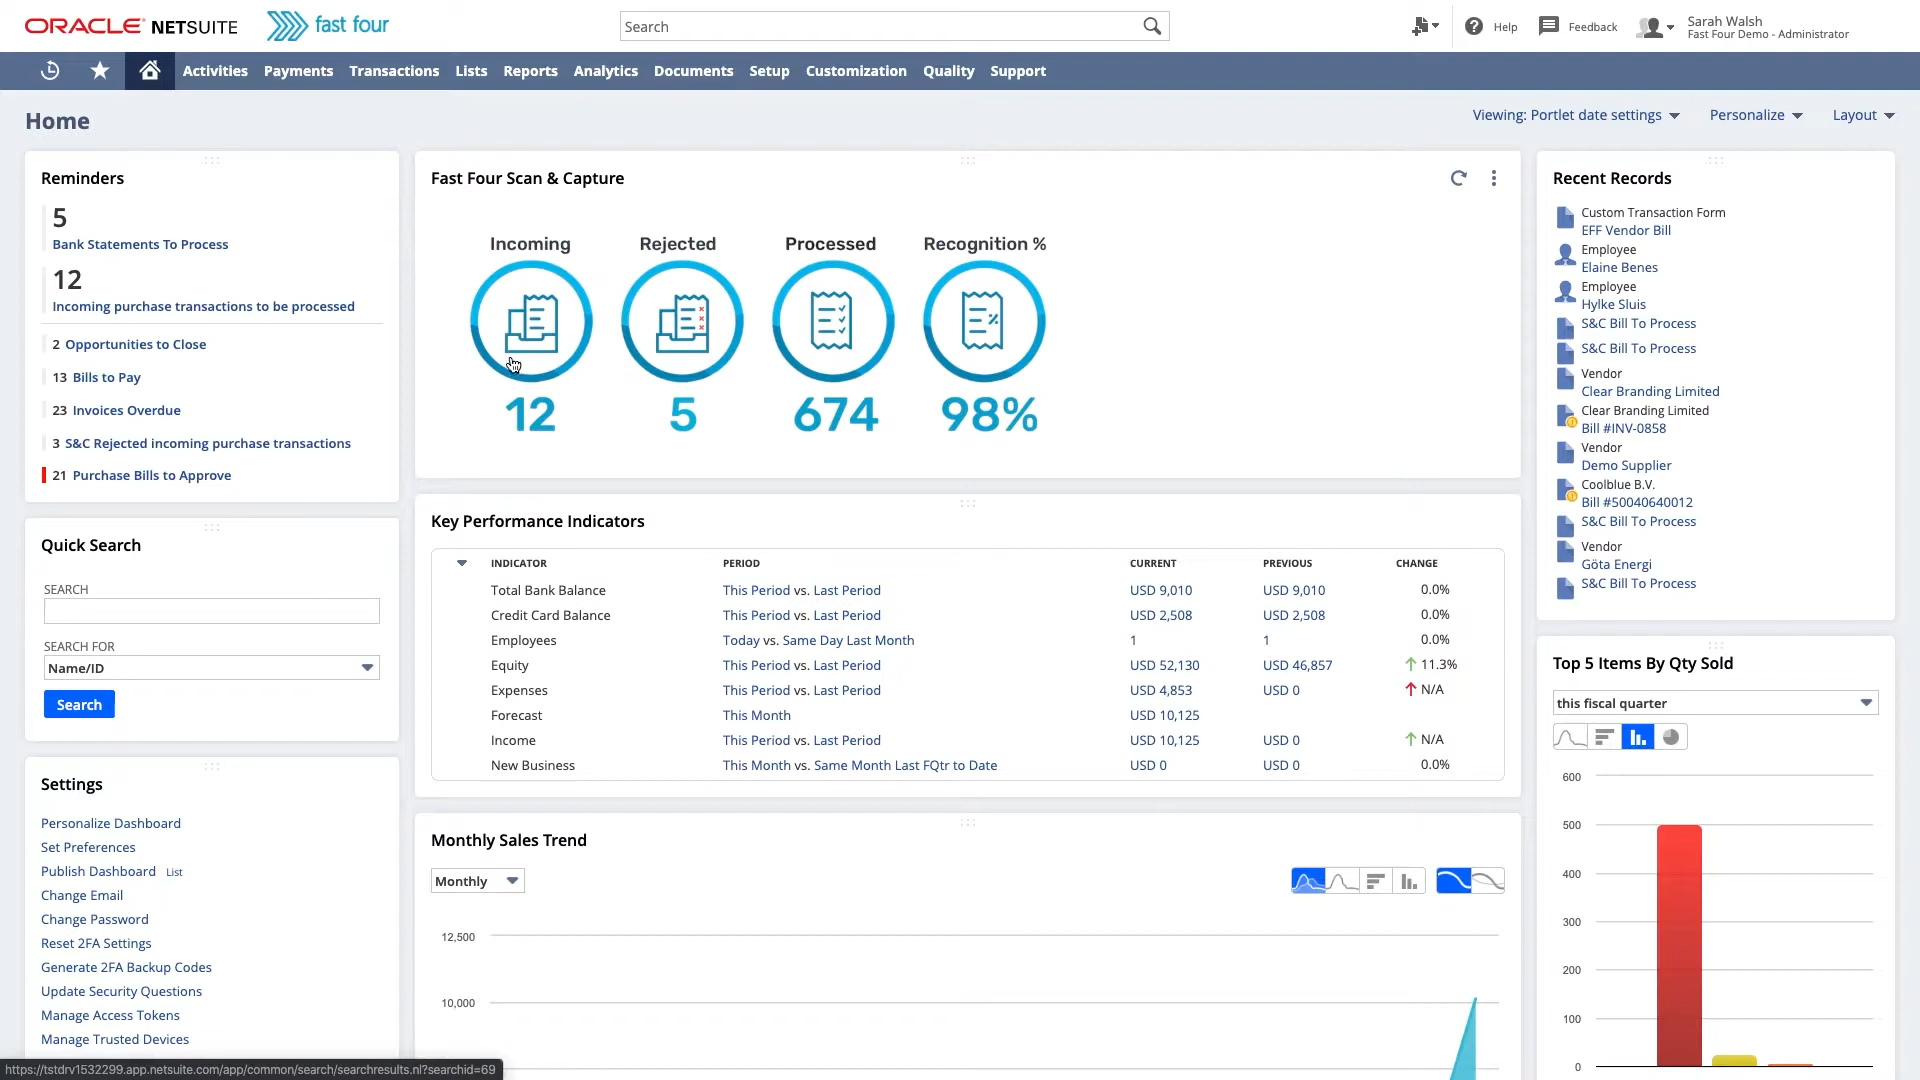 ORACLE NETSUITE
fast four
Search
Help
Feedback
Sarah Walsh
Fast Four Demo - Administrator
Activities
Payments
Transactions
Lists
Reports
Analytics
Documents
Setup
Customization
Quality
Support
Home
Viewing: Portlet date settings
Personalize
Layout
Reminders
5
Bank Statements To Process
12
Incoming purchase transactions to be processed
2 Opportunities to Close
13 Bills to Pay
23 Invoices Overdue
3 S&C Rejected incoming purchase transactions
21 Purchase Bills to Approve
Quick Search
SEARCH
SEARCH FOR
Name/ID
Search
Settings
Personalize Dashboard
Set Preferences
Publish Dashboard List
Change Email
Change Password
Reset 2FA Settings
Generate 2FA Backup Codes
Update Security Questions
Manage Access Tokens
Manage Trusted Devices
https://tstdrv1532299.app.netsuite.com/app/common/search/searchresults.nl?searchid=69
Fast Four Scan & Capture
Incoming Rejected Processed Recognition %
12 5 674 98%
Key Performance Indicators
INDICATOR PERIOD CURRENT PREVIOUS CHANGE
Total Bank Balance This Period vs. Last Period USD 9,010 USD 9,010 0.0%
Credit Card Balance This Period vs. Last Period USD 2,508 USD 2,508 0.0%
Employees Today vs. Same Day Last Month 1 1 0.0%
Equity This Period vs. Last Period USD 52,130 USD 46,857 11.3%
Expenses This Period vs. Last Period USD 4,853 USD 0 N/A
Forecast This Month USD 10,125
Income This Period vs. Last Period USD 10,125 USD 0 N/A
New Business This Month vs. Same Month Last FQtr to Date USD 0 USD 0 0.0%
Monthly Sales Trend
Monthly
12,500
10,000
Recent Records
Custom Transaction Form
EFF Vendor Bill
Employee
Elaine Benes
Employee
Hylke Sluis
S&C Bill To Process
S&C Bill To Process
Vendor
Clear Branding Limited
Clear Branding Limited
Bill #INV-0858
Vendor
Demo Supplier
Coolblue B.V.
Bill #50040640012
S&C Bill To Process
Vendor
Göta Energi
S&C Bill To Process
Top 5 Items By Qty Sold
this fiscal quarter
600
500
400
300
200
100
0